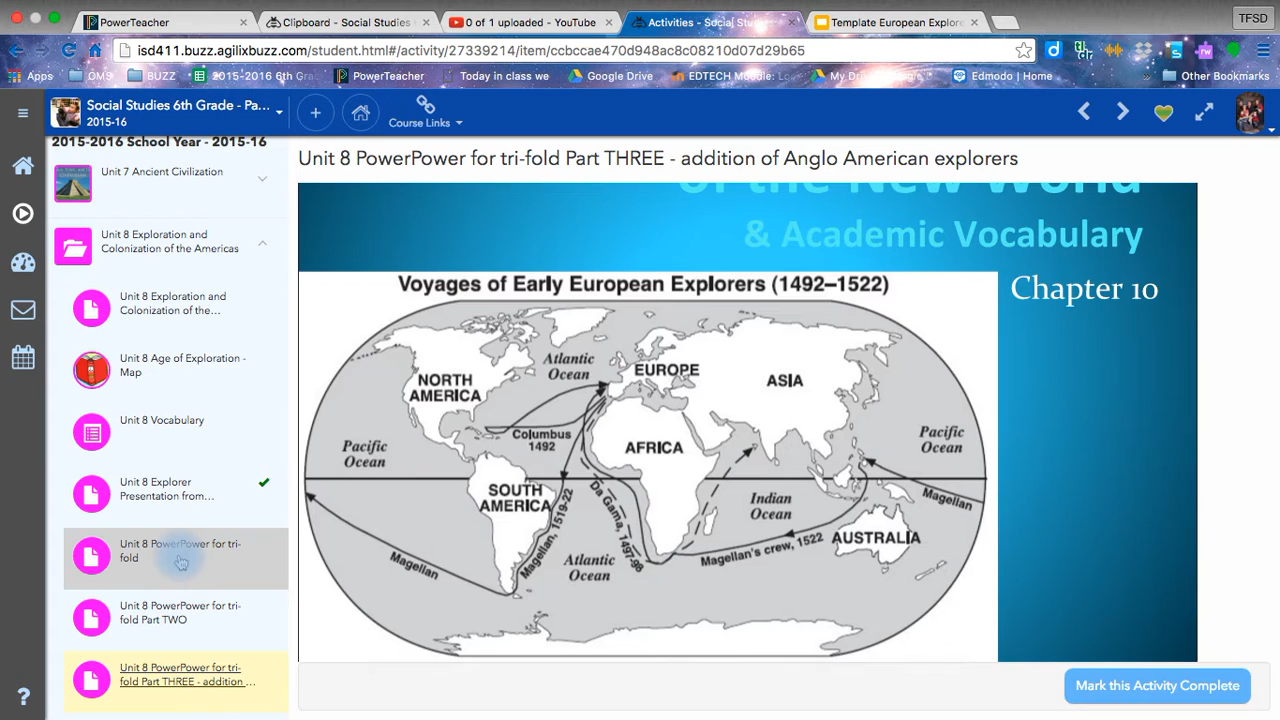 PowerTeacher
Clipboard - Social Studies
0 of 1 uploaded - YouTube
Activities - Social Stud
Template European Explor
TFSD
isd411.buzz.agilixbuzz.com/student.html#/activity/27339214/item/ccbccae470d948ac8c08210d07d29b65
Apps
OMS
BUZZ
2015-2016 6th Gra
PowerTeacher
Today in class we
Google Drive
EDTECH Moodle: Lo
My Dri
Edmodo | Home
Other Bookmarks
Social Studies 6th Grade - Pa...
2015-16
Course Links
2015-2016 School Year - 2015-16
Unit 7 Ancient Civilization
Unit 8 Exploration and
Colonization of the Americas
Unit 8 Exploration and
Colonization of the...
Unit 8 Age of Exploration -
Map
Unit 8 Vocabulary
Unit 8 Explorer
Presentation from...
Unit 8 PowerPower for tri-
fold
Unit 8 PowerPower for tri-
fold Part TWO
Unit 8 PowerPower for tri-
fold Part THREE - addition ...
?
Unit 8 PowerPower for tri-fold Part THREE - addition of Anglo American explorers
of the New World
& Academic Vocabulary
Chapter 10
Voyages of Early European Explorers (1492–1522)
NORTH
AMERICA
Atlantic
Ocean
EUROPE
ASIA
Pacific
Ocean
Columbus
1492
AFRICA
Pacific
Ocean
SOUTH
AMERICA
Magellan, 1519-22
Da Gama, 1497-98
Indian
Ocean
Magellan
Magellan
Atlantic
Ocean
Magellan's crew, 1522
AUSTRALIA
Mark this Activity Complete